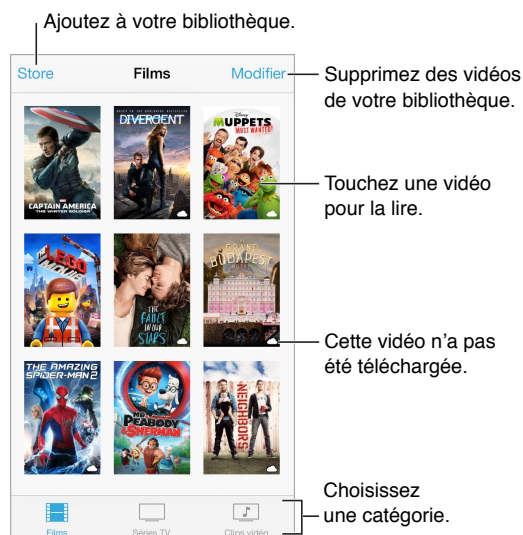 Ajoutez à votre bibliothèque.
Store
Films
Modifier
Supprimez des vidéos
de votre bibliothèque.
CAPTAIN AMERICA
THE WINTER SOLDIER
DIVERGENT
Disney
MUPPETS
MOST WANTED
Touchez une vidéo
pour la lire.
THE LEGO
MOVIE
THE
FAULT
IN OUR
STARS
GRAND
BUDAPEST
HOTEL
Cette vidéo n'a pas
été téléchargée.
THE AMAZING
SPIDER-MAN 2
MR.
PEABODY
&SHERMAN
NEIGHBORS
Choisissez
une catégorie.
Films
Séries TV
Clips vidéo